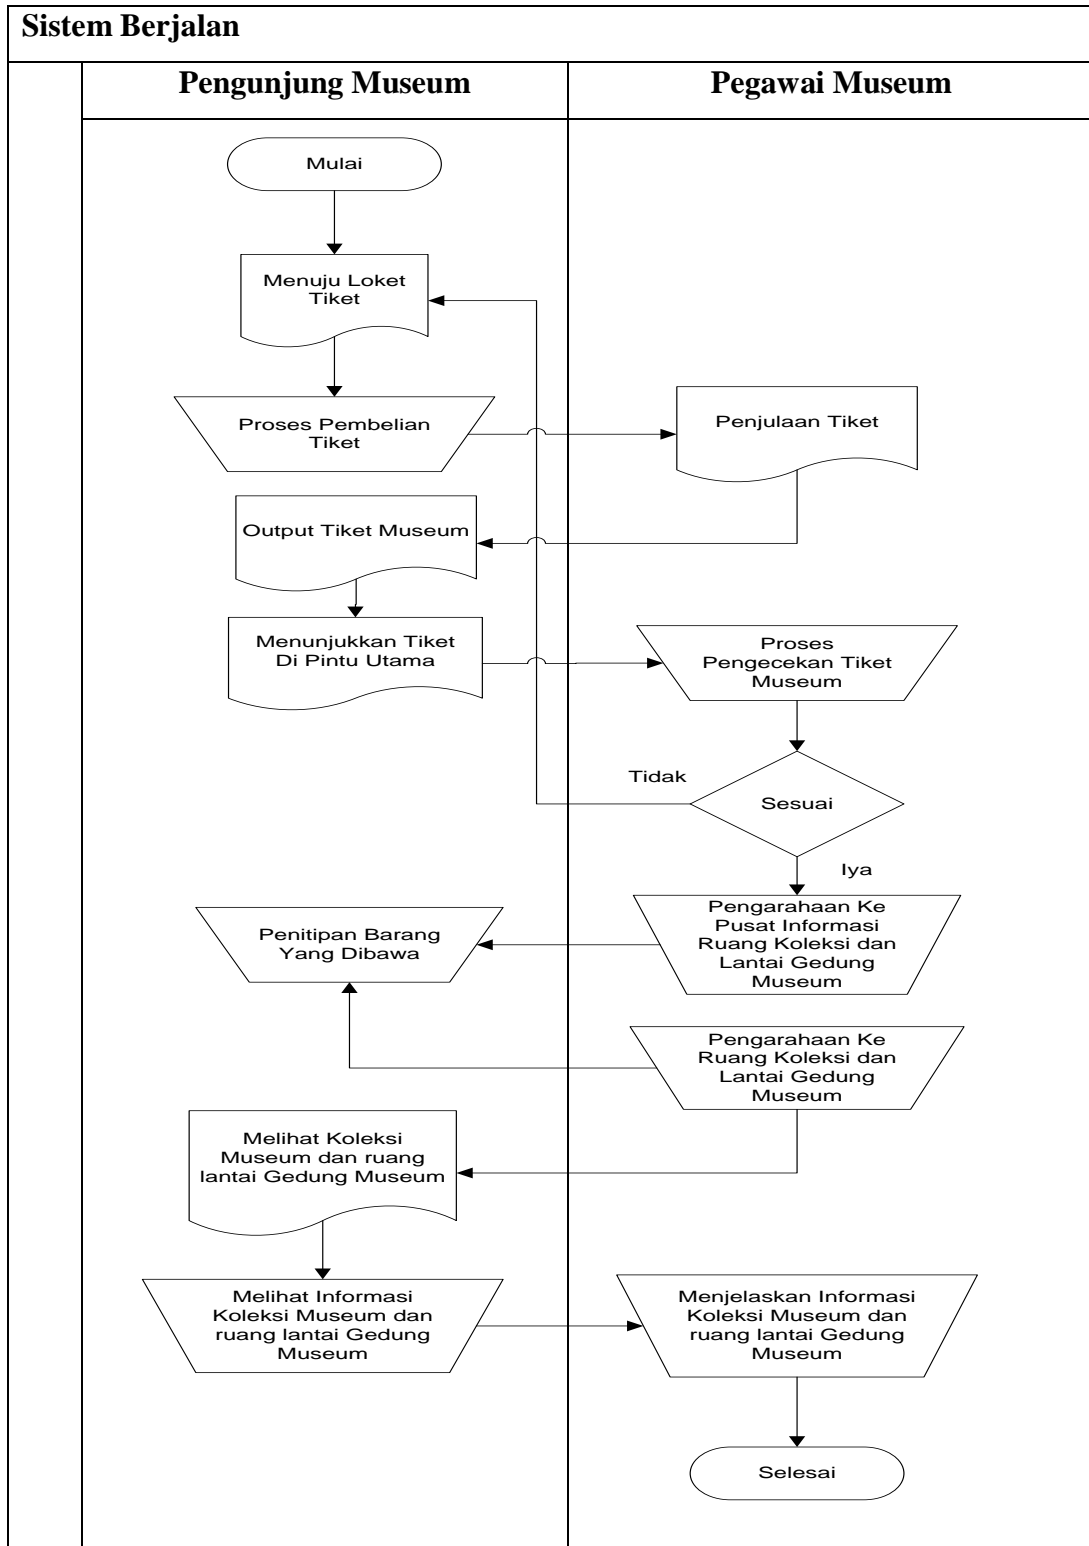 Sistem Berjalan
Pengunjung Museum
Pegawai Museum
Mulai
Menuju Loket
Tiket
Proses Pembelian
Tiket
Penjulaan Tiket
Output Tiket Museum
Menunjukkan Tiket
Di Pintu Utama
Proses
Pengecekan Tiket
Museum
Tidak
Sesuai
Iya
Pengarahaan Ke
Pusat Informasi
Ruang Koleksi dan
Lantai Gedung
Museum
Penitipan Barang
Yang Dibawa
Pengarahaan Ke
Ruang Koleksi dan
Lantai Gedung
Museum
Melihat Koleksi
Museum dan ruang
lantai Gedung Museum
Melihat Informasi
Koleksi Museum dan
ruang lantai Gedung
Museum
Menjelaskan Informasi
Koleksi Museum dan
ruang lantai Gedung
Museum
Selesai